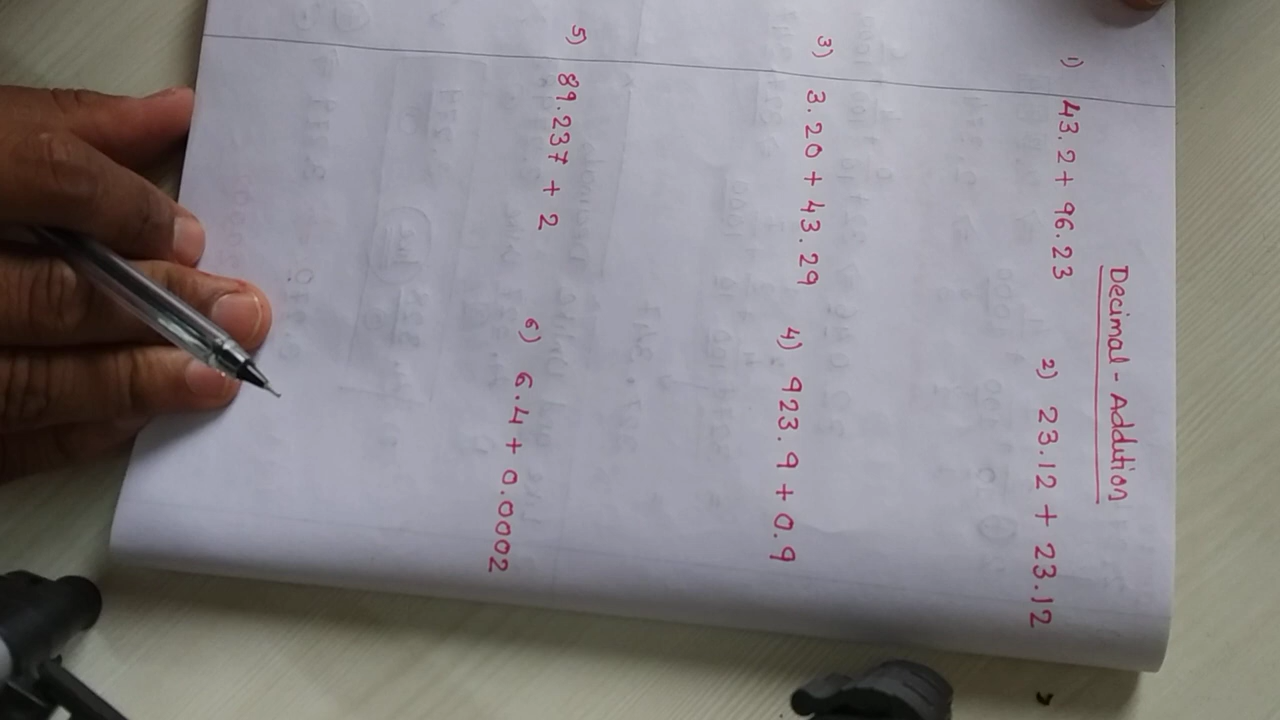 Decimal - Addition
1) 43.2 + 96.23
2) 23.12 + 23.12
3) 3.20 + 43.29
4) 923.9 + 0.9
5) 89.237 + 2
6) 6.4 + 0.0002